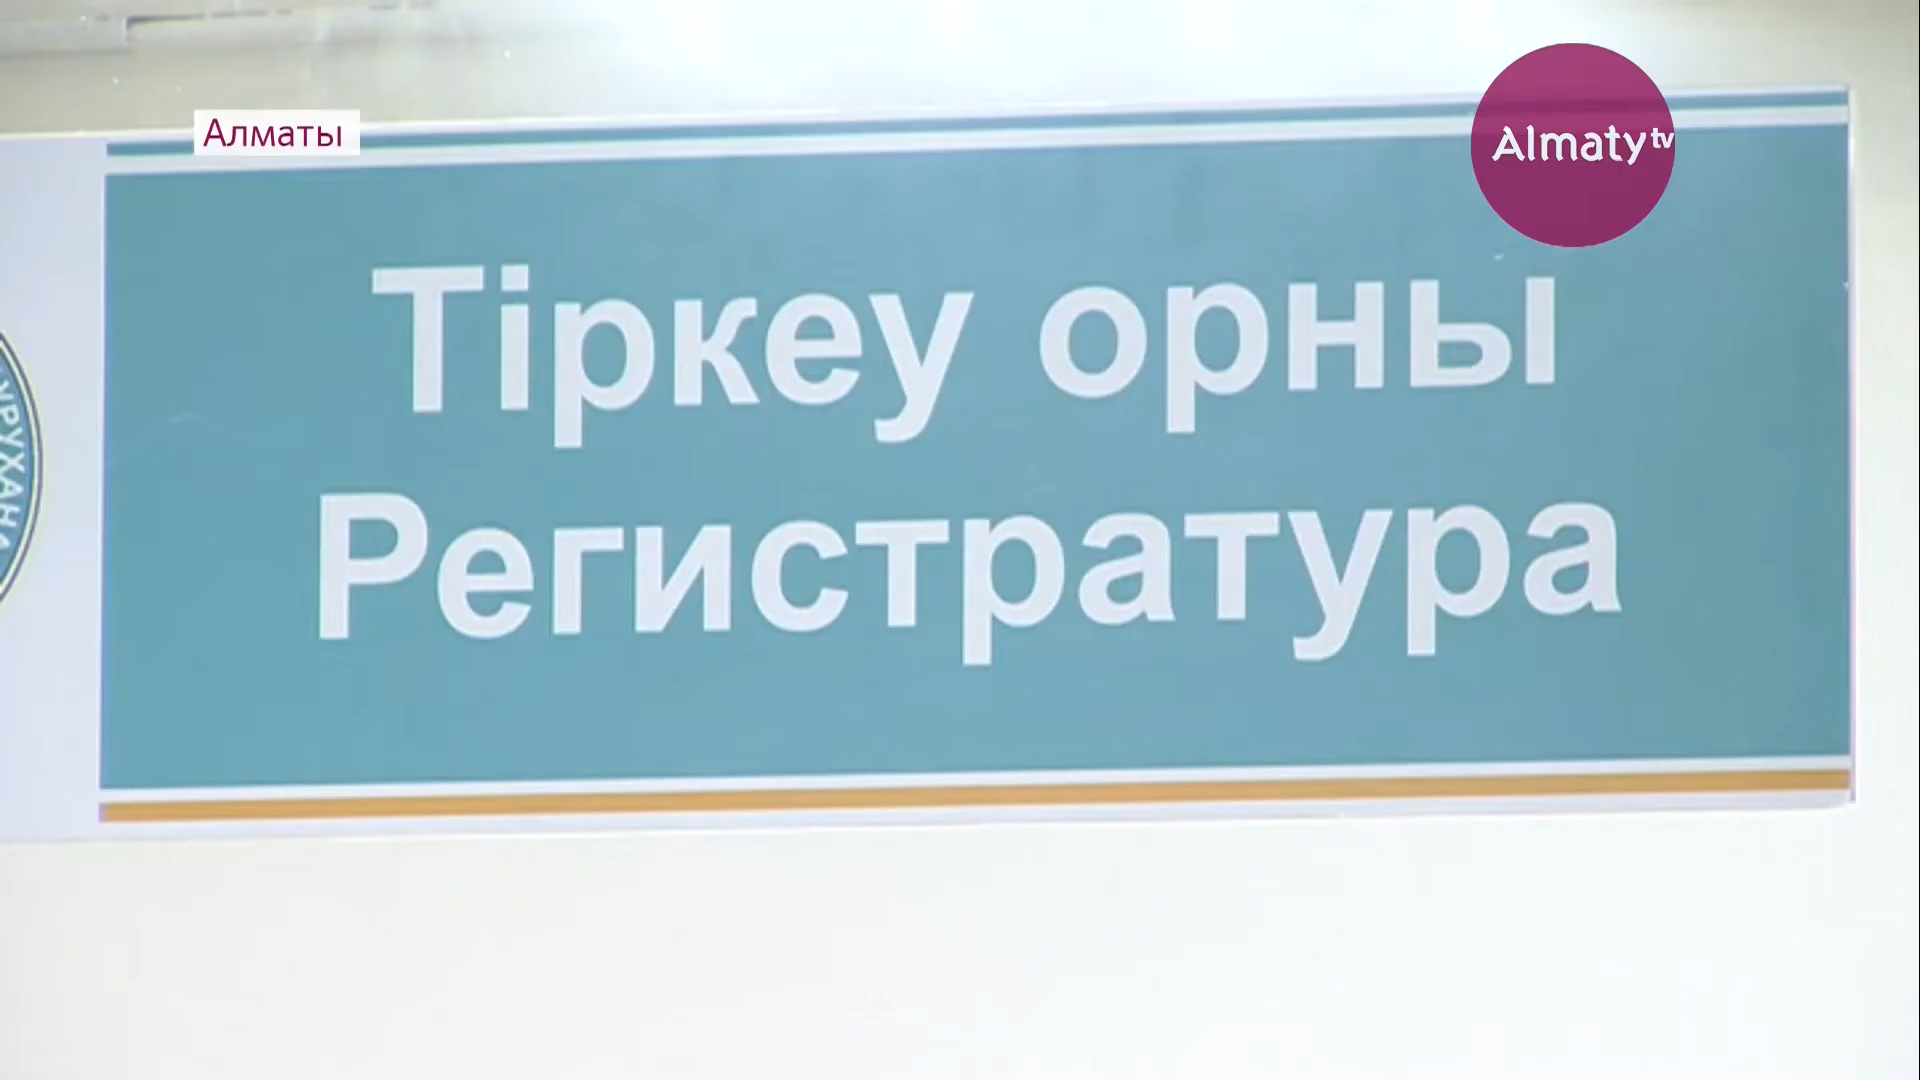 Алматы
Almaty tv
Тіркеу орны
Регистратура